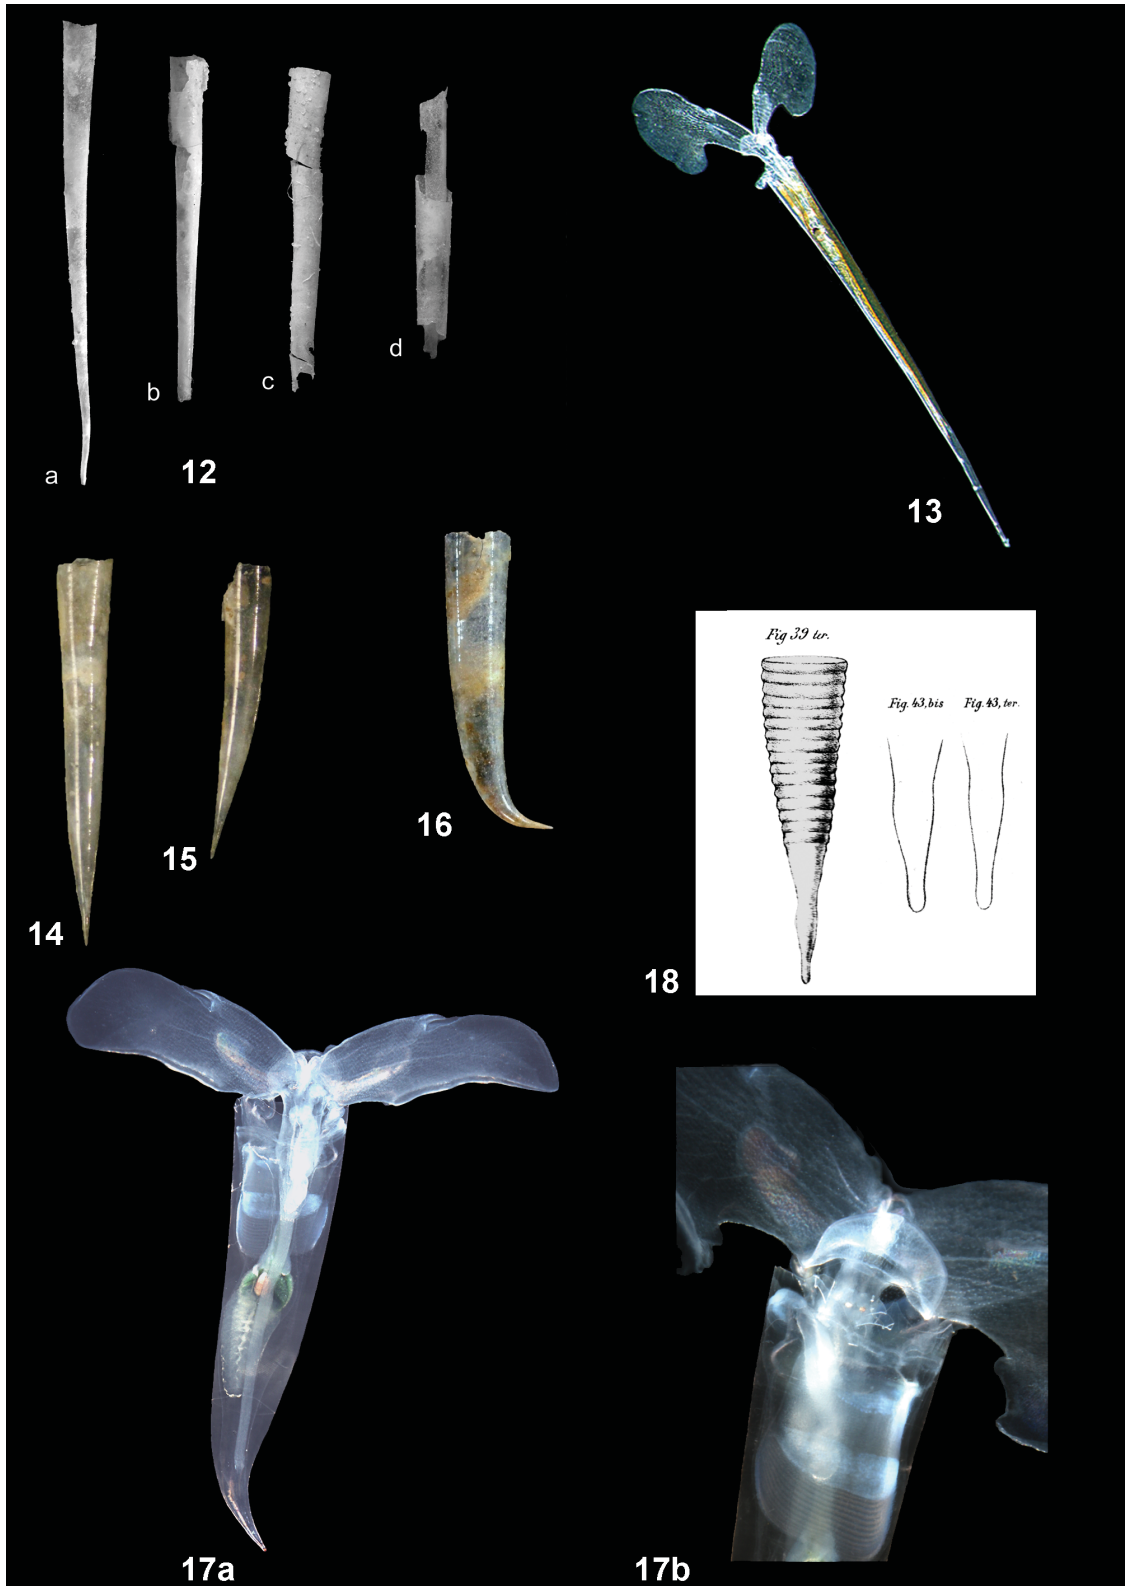 a
b
c
d
12
13
14
15
16
Fig 39 ter.
Fig. 43, bis
Fig. 43, ter.
18
17a
17b